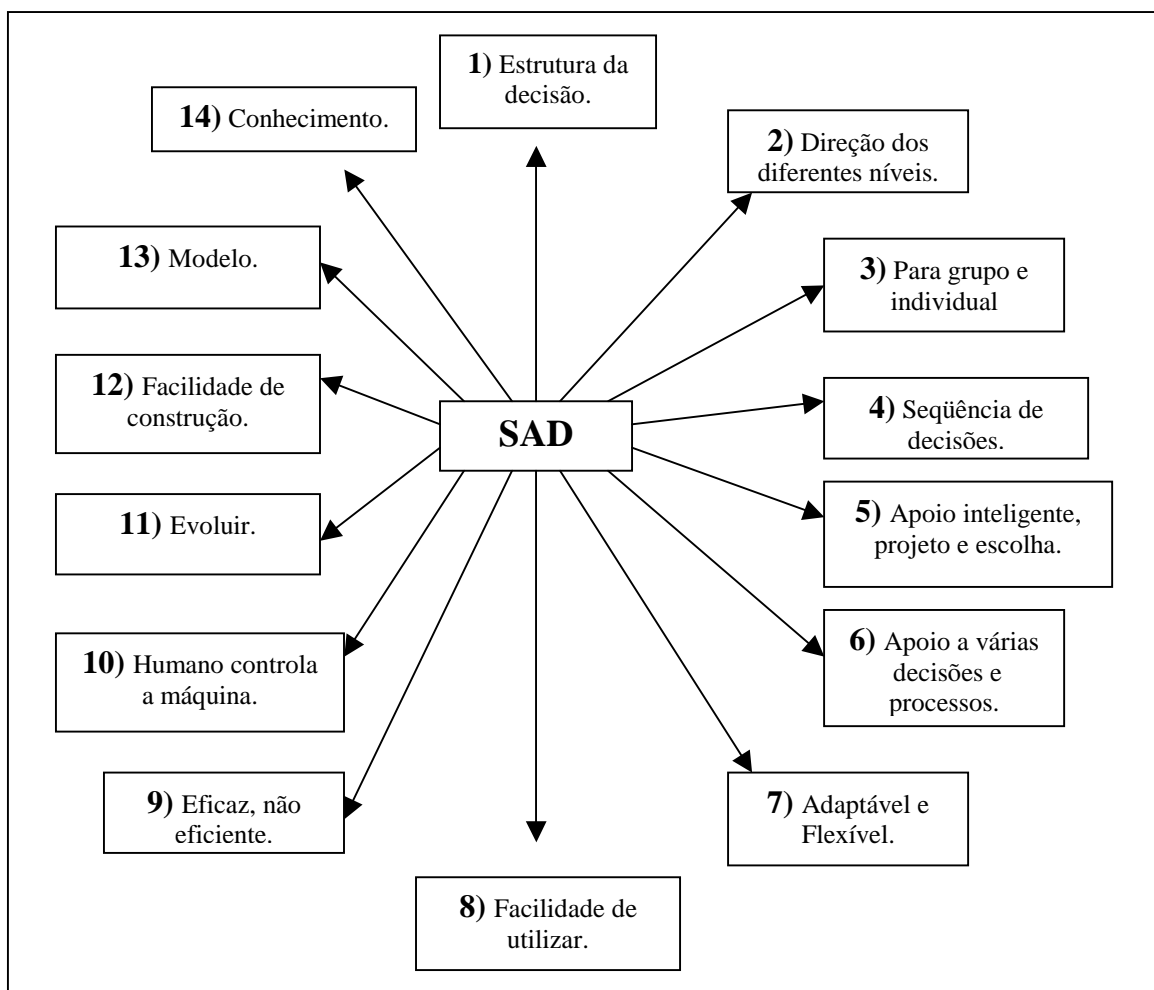 1) Estrutura da
decisão.
2) Direção dos
diferentes níveis.
3) Para grupo e
individual
4) Seqüência de
decisões.
5) Apoio inteligente,
projeto e escolha.
6) Apoio a várias
decisões e
processos.
7) Adaptável e
Flexível.
8) Facilidade de
utilizar.
9) Eficaz, não
eficiente.
10) Humano controla
a máquina.
11) Evoluir.
12) Facilidade de
construção.
13) Modelo.
14) Conhecimento.
SAD